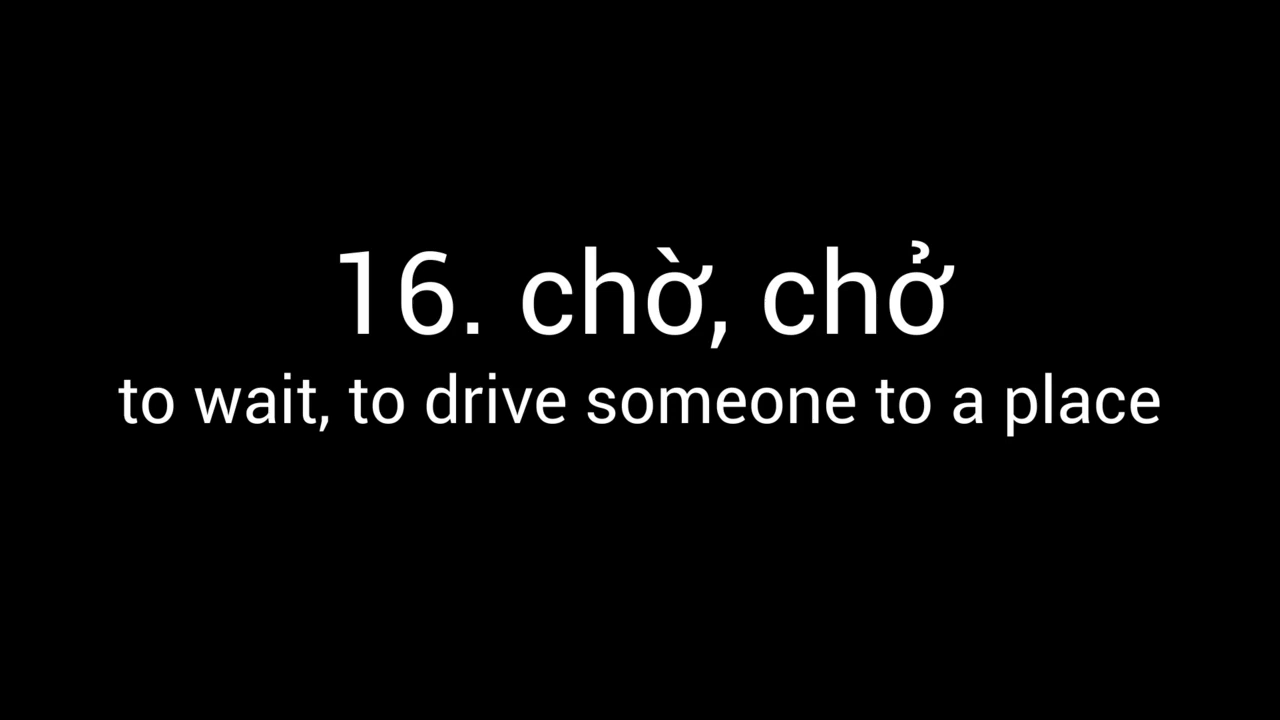 16. chờ, chở
to wait, to drive someone to a place